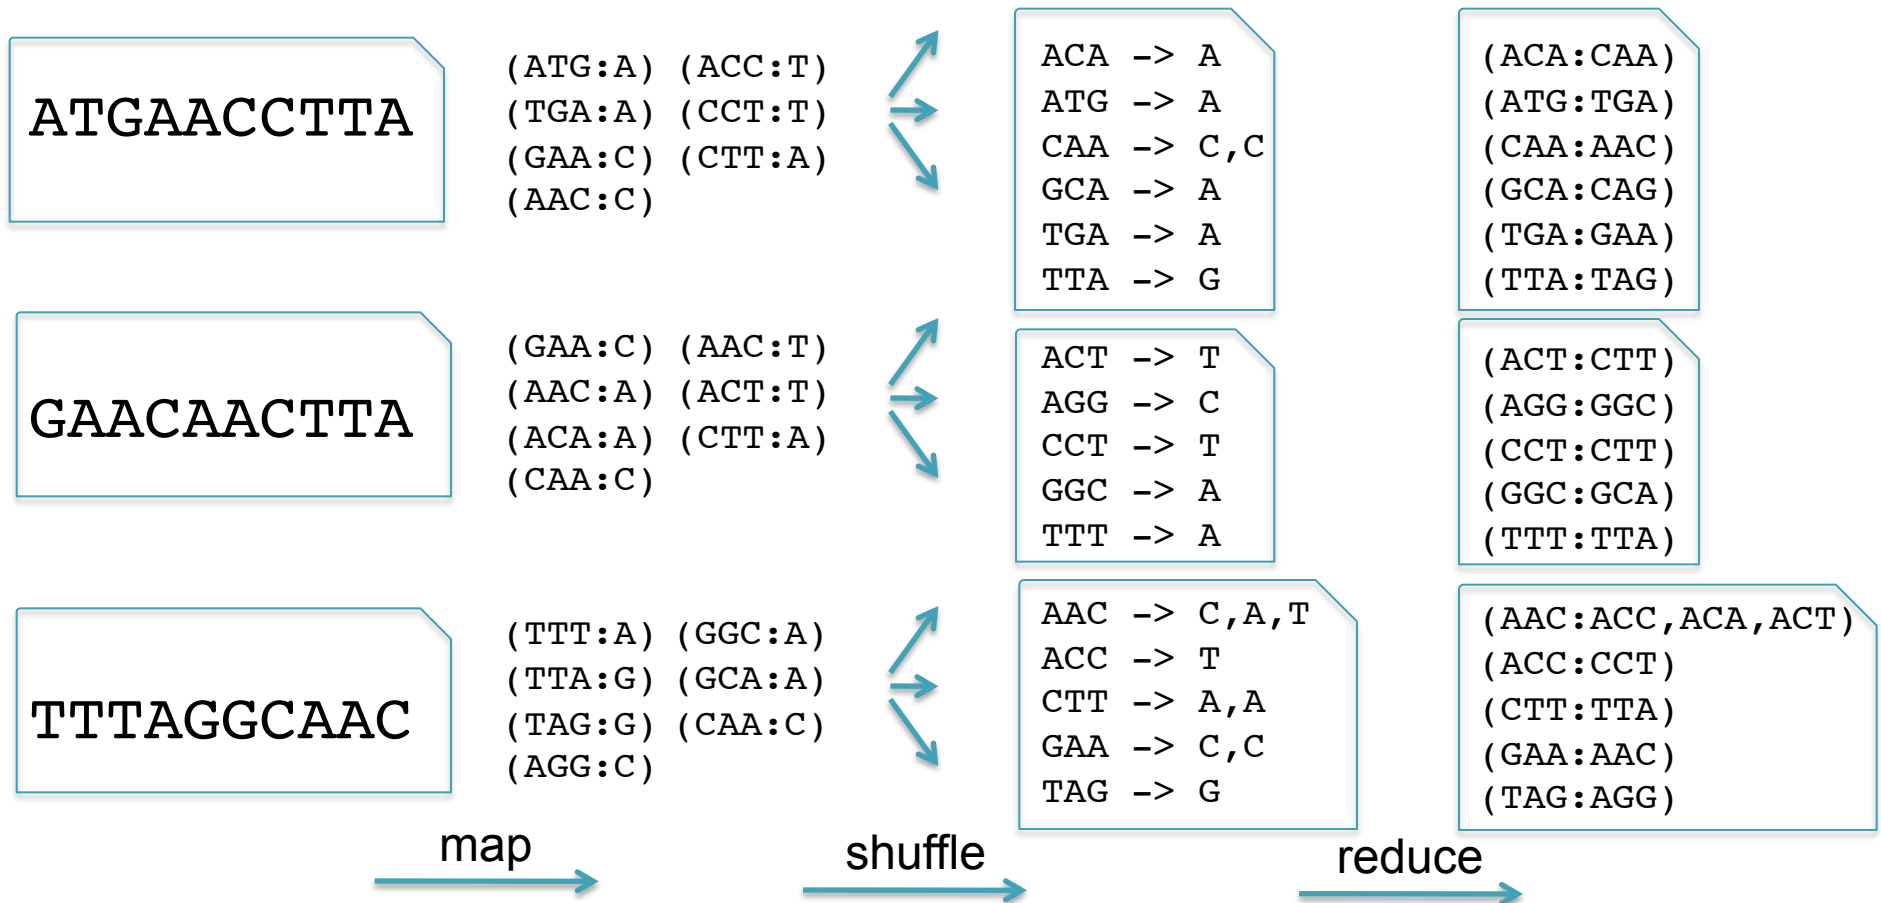 ATGAACCTTA
(ATG:A) (ACC:T)
(TGA:A) (CCT:T)
(GAA:C) (CTT:A)
(AAC:C)
ACA -> A
ATG -> A
CAA -> C,C
GCA -> A
TGA -> A
TTA -> G
(ACA:CAA)
(ATG:TGA)
(CAA:AAC)
(GCA:CAG)
(TGA:GAA)
(TTA:TAG)
GAACAACTTA
(GAA:C) (AAC:T)
(AAC:A) (ACT:T)
(ACA:A) (CTT:A)
(CAA:C)
ACT -> T
AGG -> C
CCT -> T
GGC -> A
TTT -> A
(ACT:CTT)
(AGG:GGC)
(CCT:CTT)
(GGC:GCA)
(TTT:TTA)
TTTAGGCAAC
(TTT:A) (GGC:A)
(TTA:G) (GCA:A)
(TAG:G) (CAA:C)
(AGG:C)
AAC -> C,A,T
ACC -> T
CTT -> A,A
GAA -> C,C
TAG -> G
(AAC:ACC,ACA,ACT)
(ACC:CCT)
(CTT:TTA)
(GAA:AAC)
(TAG:AGG)
map
shuffle
reduce